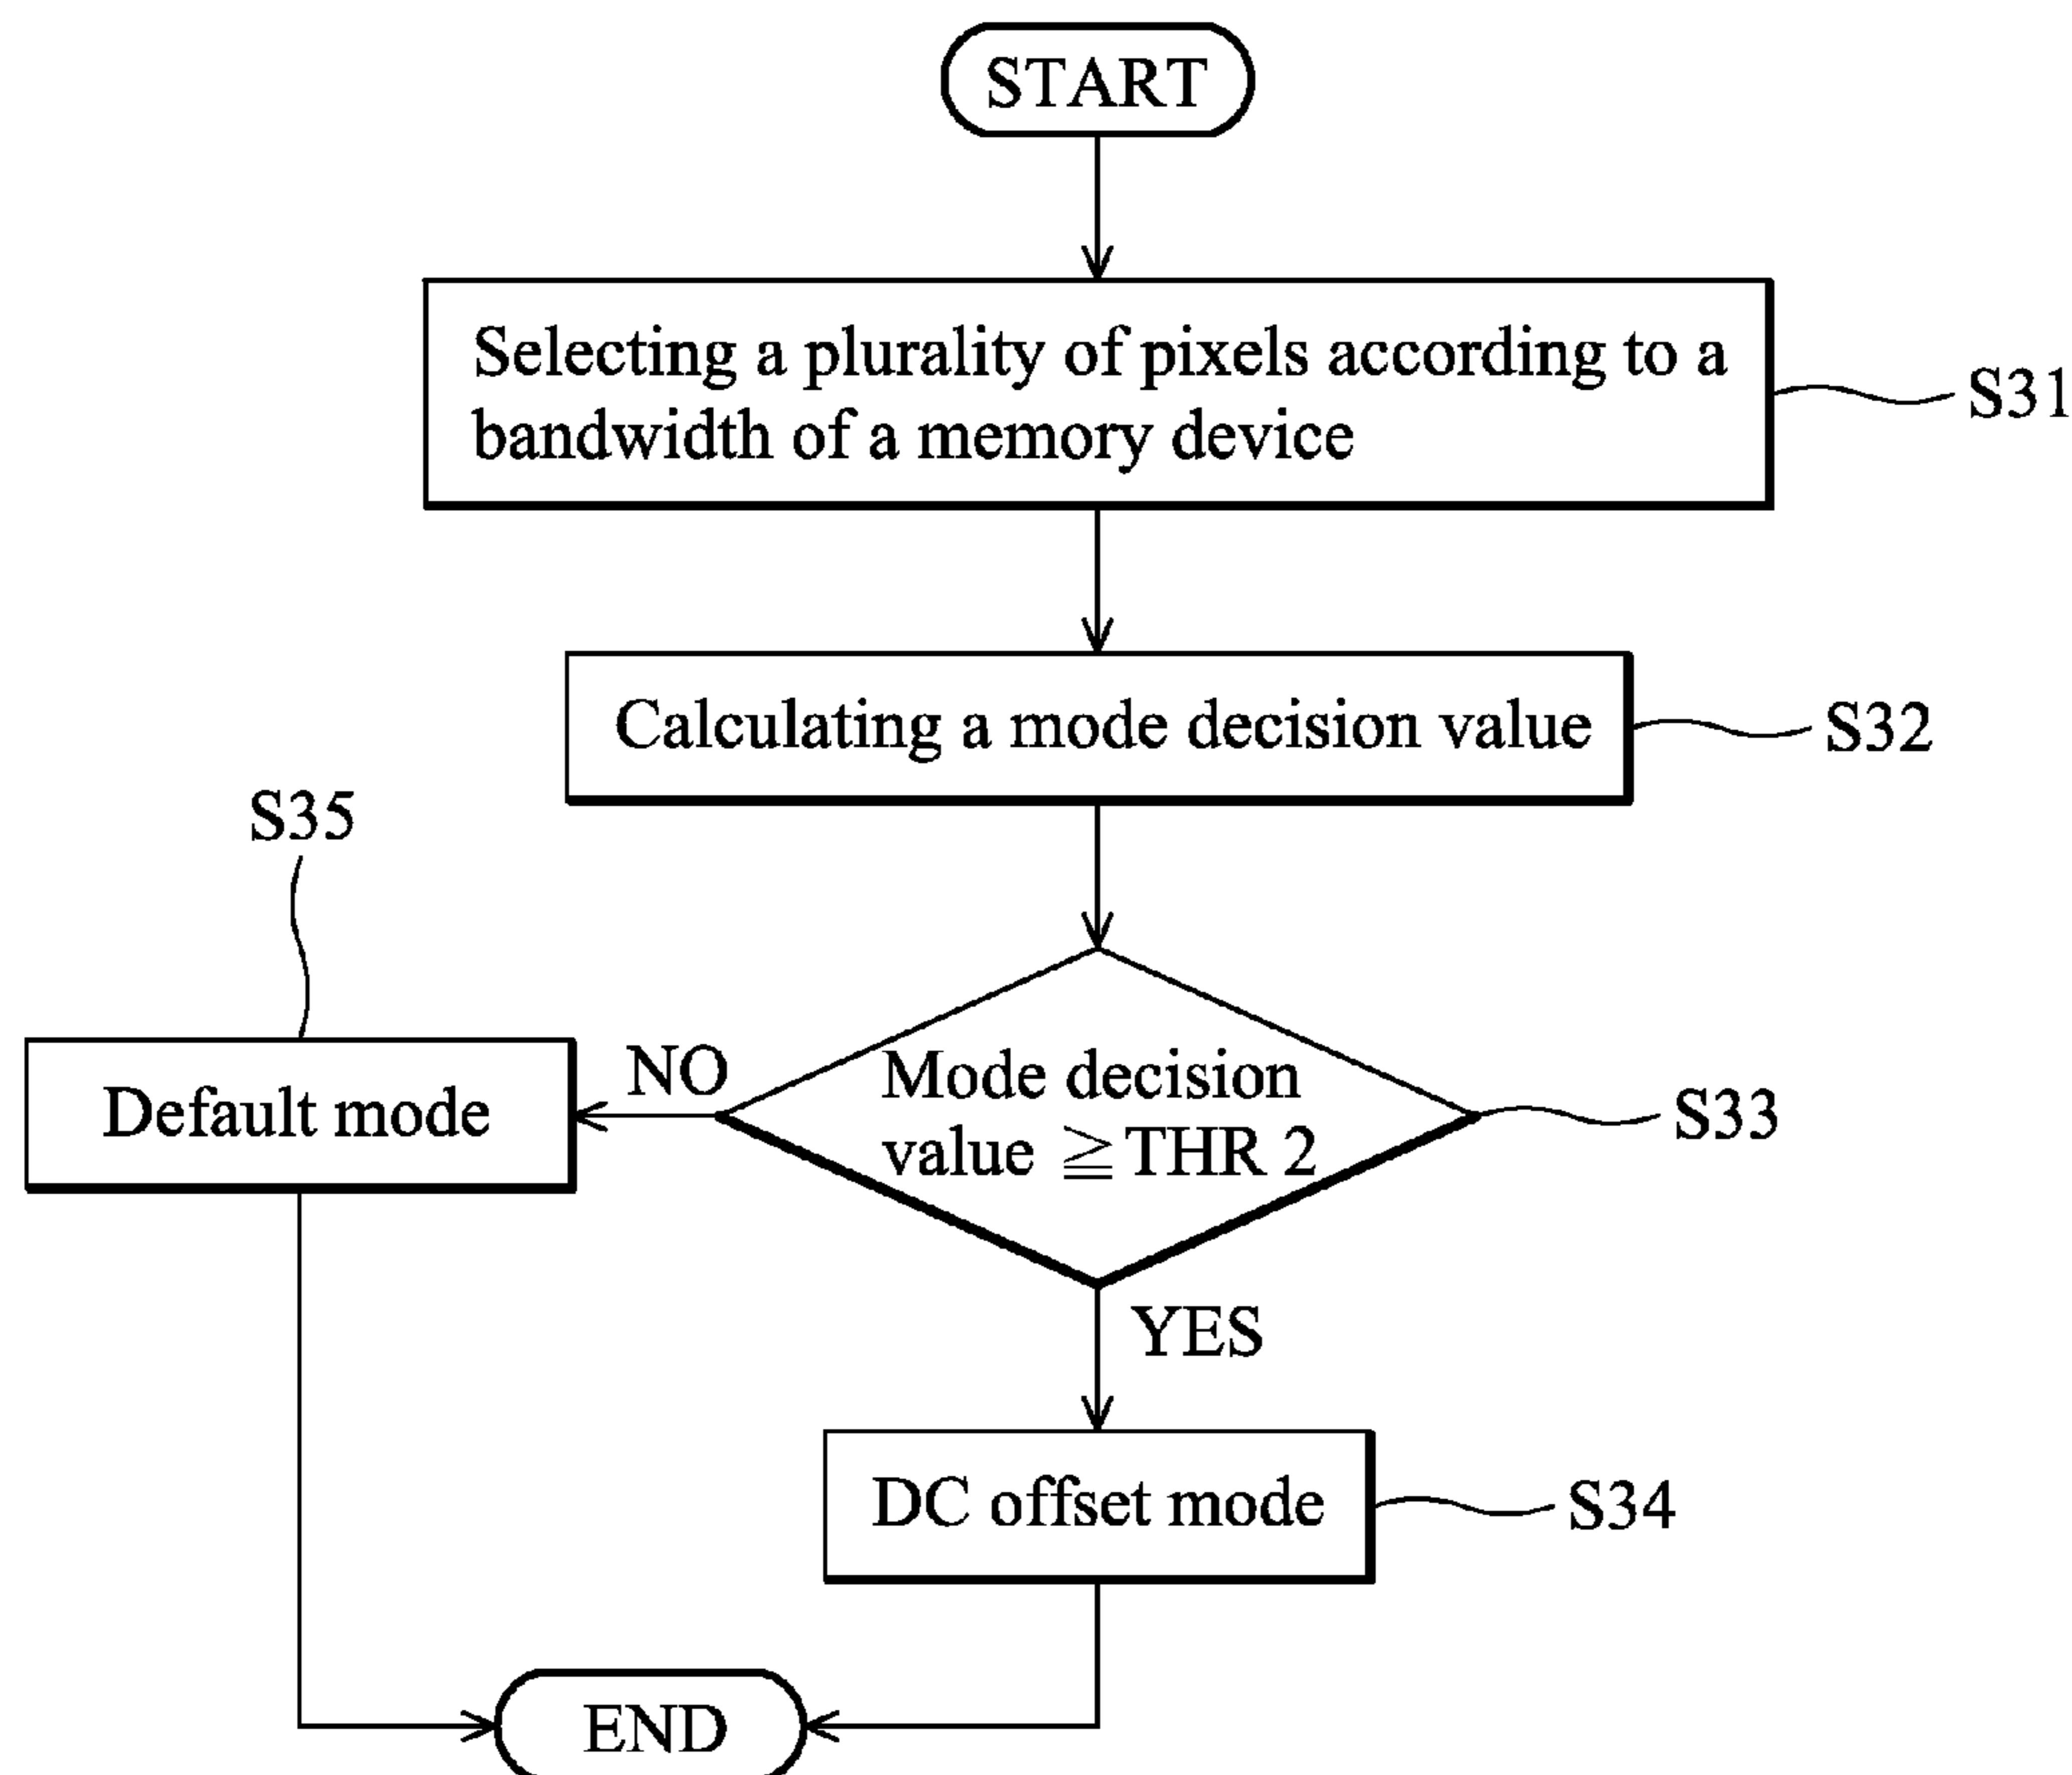 START
Selecting a plurality of pixels according to a
bandwidth of a memory device
S31
Calculating a mode decision value
S32
S35
Default mode
NO
Mode decision
value ≧ THR 2
S33
YES
DC offset mode
S34
END